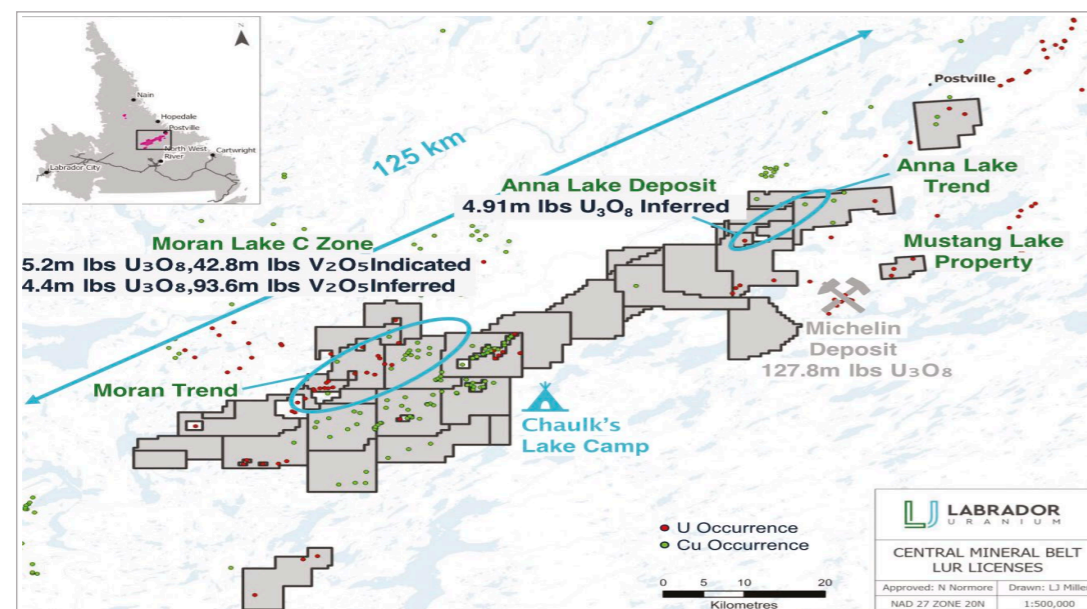 N
Nain
Hopedale
Postville
North West
River
Cartwright
Labrador City
125 km
Postville
Anna Lake
Trend
Anna Lake Deposit
4.91m lbs U₃O₈ Inferred
Moran Lake C Zone
5.2m lbs U₃O₈,42.8m lbs V₂O₅Indicated
4.4m lbs U₃O₈,93.6m lbs V₂O₅Inferred
Mustang Lake
Property
Michelin
Deposit
127.8m lbs U₃O₈
Moran Trend
Chaulk's
Lake Camp
U Occurrence
Cu Occurrence
0 5 10 20
Kilometres
LABRADOR
URANIUM
CENTRAL MINERAL BELT
LUR LICENSES
Approved: N Normore
Drawn: LJ Miller
NAD 27 ZONE 20N
1:500,000